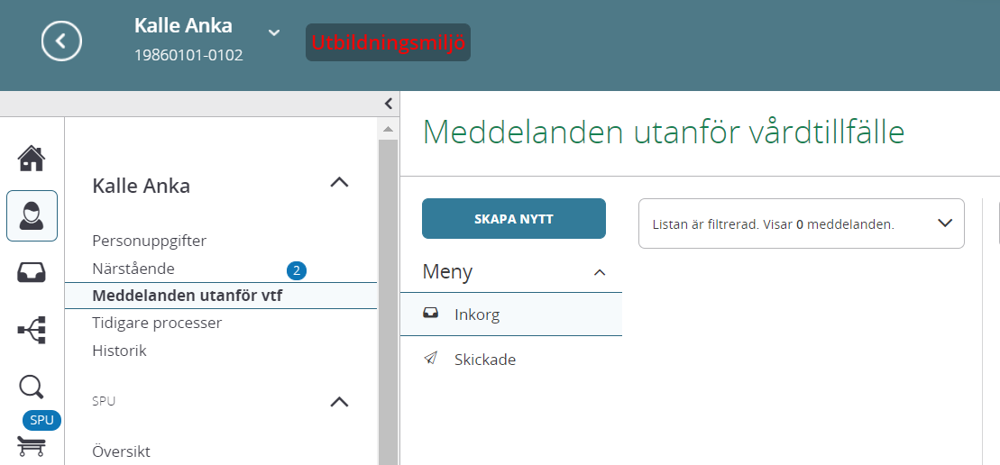 Kalle Anka
19860101-0102
Utbildningsmiljö
Kalle Anka
Personuppgifter
Närstående 2
Meddelanden utanför vtf
Tidigare processer
Historik
SPU
Översikt
SPU
Meddelanden utanför vårdtillfälle
SKAPA NYTT
Listan är filtrerad. Visar 0 meddelanden.
Meny
Inkorg
Skickade